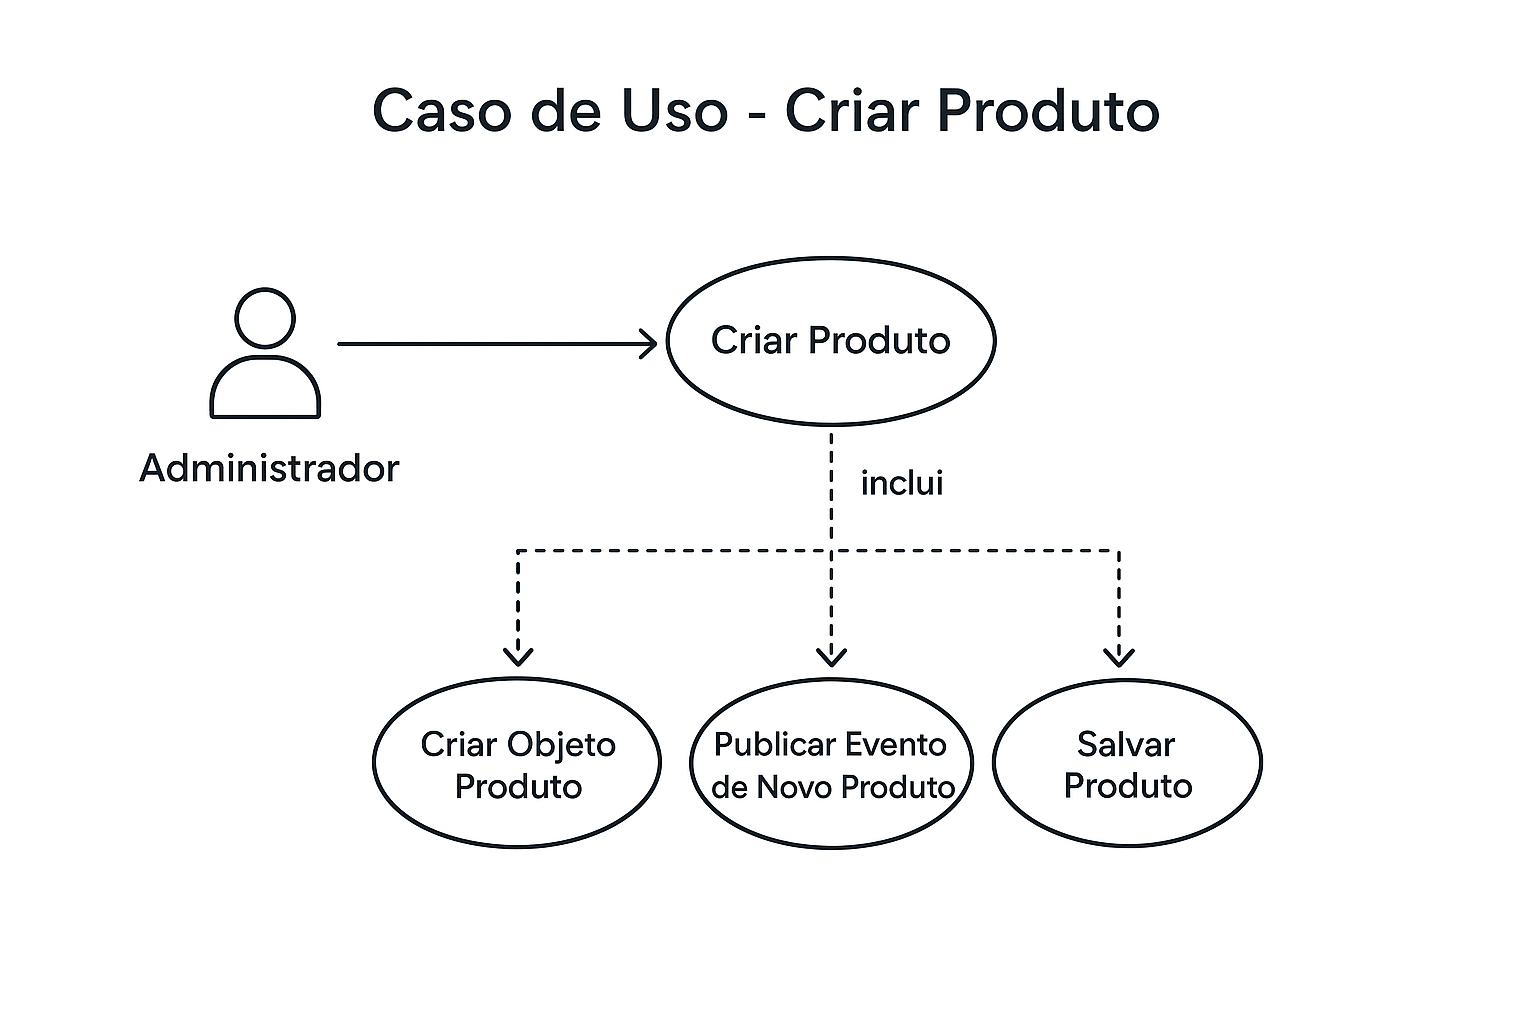 Caso de Uso - Criar Produto
Criar Produto
Administrador
inclui
Criar Objeto
Produto
Publicar Evento
de Novo Produto
Salvar
Produto